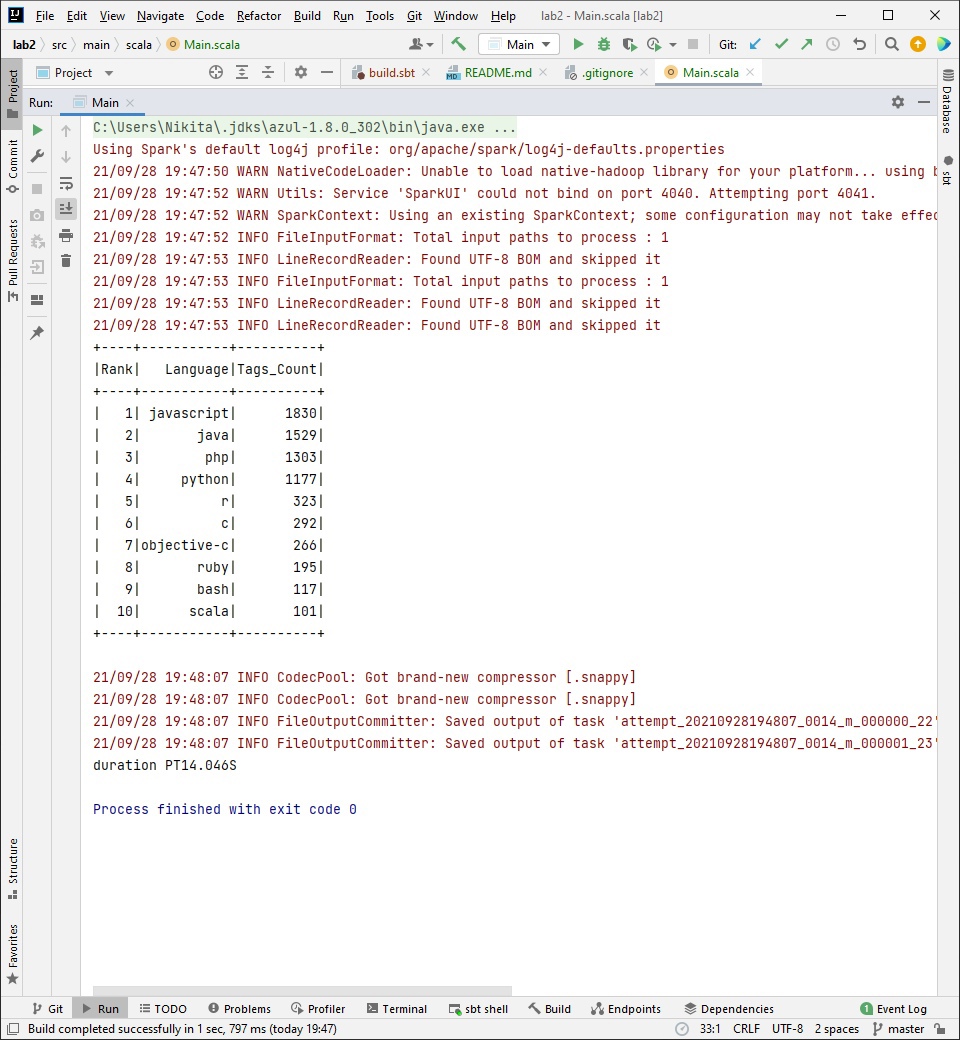 File Edit View Navigate Code Refactor Build Run Tools Git Window Help lab2 - Main.scala [lab2]
lab2 src main scala Main.scala Main Git:
Project build.sbt README.md .gitignore Main.scala
Run: Main
C:\Users\Nikita\.jdks\azul-1.8.0_302\bin\java.exe ...
Using Spark's default log4j profile: org/apache/spark/log4j-defaults.properties
21/09/28 19:47:50 WARN NativeCodeLoader: Unable to load native-hadoop library for your platform... using b
21/09/28 19:47:52 WARN Utils: Service 'SparkUI' could not bind on port 4040. Attempting port 4041.
21/09/28 19:47:52 WARN SparkContext: Using an existing SparkContext; some configuration may not take effec
21/09/28 19:47:52 INFO FileInputFormat: Total input paths to process : 1
21/09/28 19:47:53 INFO LineRecordReader: Found UTF-8 BOM and skipped it
21/09/28 19:47:53 INFO FileInputFormat: Total input paths to process : 1
21/09/28 19:47:53 INFO LineRecordReader: Found UTF-8 BOM and skipped it
21/09/28 19:47:53 INFO LineRecordReader: Found UTF-8 BOM and skipped it
+----+-----------+----------+
|Rank|   Language|Tags_Count|
+----+-----------+----------+
|   1| javascript|      1830|
|   2|       java|      1529|
|   3|        php|      1303|
|   4|     python|      1177|
|   5|          r|       323|
|   6|          c|       292|
|   7|objective-c|       266|
|   8|       ruby|       195|
|   9|       bash|       117|
|  10|      scala|       101|
+----+-----------+----------+
21/09/28 19:48:07 INFO CodecPool: Got brand-new compressor [.snappy]
21/09/28 19:48:07 INFO CodecPool: Got brand-new compressor [.snappy]
21/09/28 19:48:07 INFO FileOutputCommitter: Saved output of task 'attempt_20210928194807_0014_m_000000_22'
21/09/28 19:48:07 INFO FileOutputCommitter: Saved output of task 'attempt_20210928194807_0014_m_000001_23'
duration PT14.046S
Process finished with exit code 0
Project
Commit
Pull Requests
Structure
Favorites
Database
sbt
Git Run TODO Problems Profiler Terminal sbt shell Build Endpoints Dependencies 1 Event Log
Build completed successfully in 1 sec, 797 ms (today 19:47) 33:1 CRLF UTF-8 2 spaces master